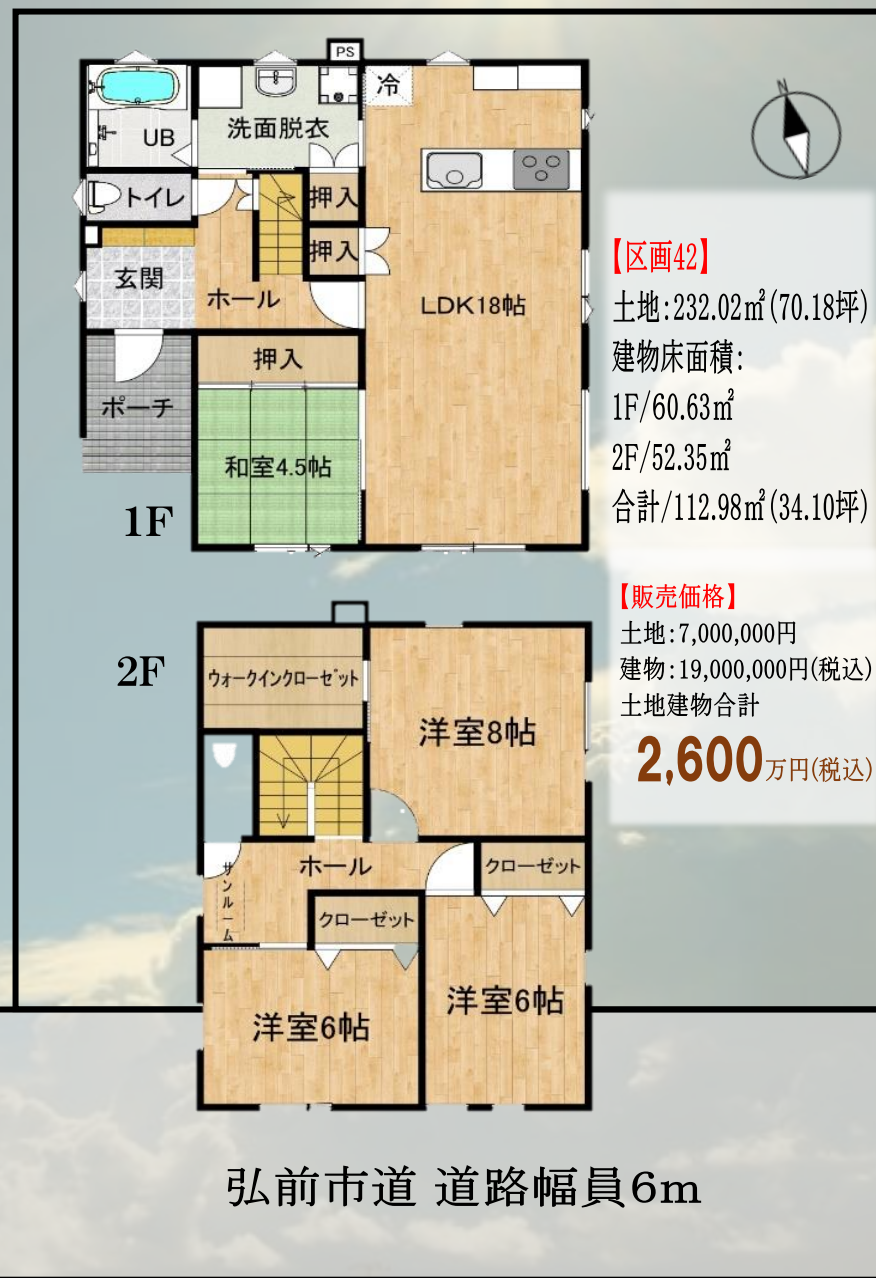 PS
冷
UB
洗面脱衣
トイレ
押入
押入
玄関
ホール
LDK18帖
押入
ポーチ
和室4.5帖
1F
N
【区画42】
土地:232.02㎡(70.18坪)
建物床面積:
1F/60.63㎡
2F/52.35㎡
合計/112.98㎡(34.10坪)
【販売価格】
土地:7,000,000円
建物:19,000,000円(税込)
土地建物合計
2,600万円(税込)
2F
ウォークインクローゼット
洋室8帖
ホール
サンルーム
クローゼット
クローゼット
洋室6帖
洋室6帖
弘前市道 道路幅員6m